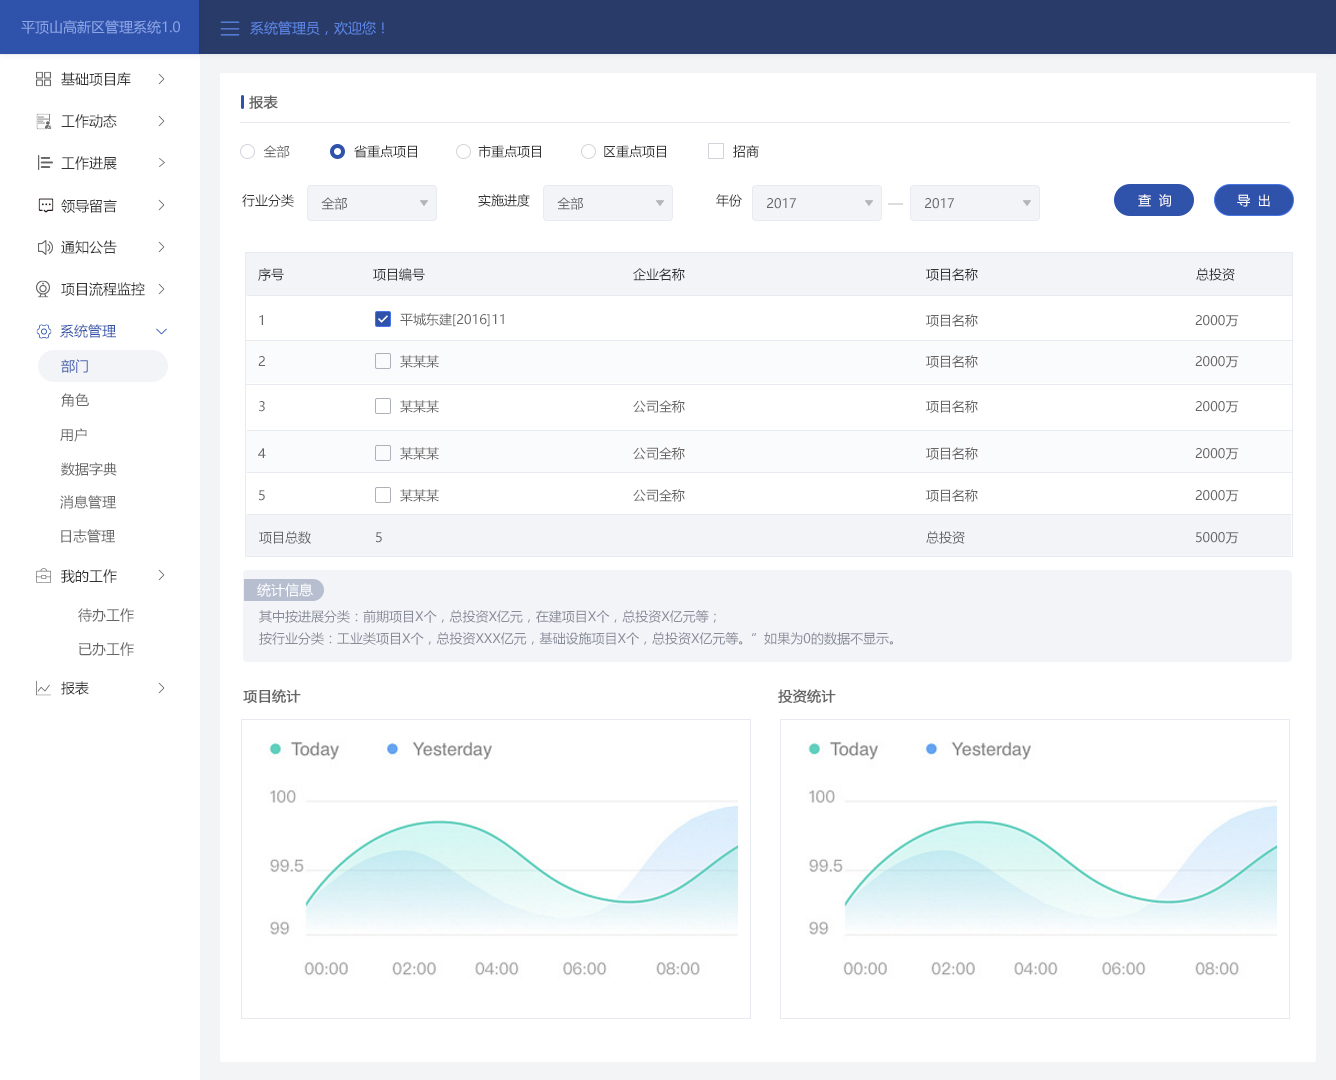 平顶山高新区管理系统1.0
系统管理员，欢迎您！
基础项目库
工作动态
工作进展
领导留言
通知公告
项目流程监控
系统管理
部门
角色
用户
数据字典
消息管理
日志管理
我的工作
待办工作
已办工作
报表
报表
全部 省重点项目 市重点项目 区重点项目 招商
行业分类 全部 实施进度 全部 年份 2017 — 2017 查 询 导 出
序号 项目编号 企业名称 项目名称 总投资
1 平城东建[2016]11 项目名称 2000万
2 某某某 项目名称 2000万
3 某某某 公司全称 项目名称 2000万
4 某某某 公司全称 项目名称 2000万
5 某某某 公司全称 项目名称 2000万
项目总数 5 总投资 5000万
统计信息
其中按进展分类：前期项目X个，总投资X亿元，在建项目X个，总投资X亿元等；
按行业分类：工业类项目X个，总投资XXX亿元，基础设施项目X个，总投资X亿元等。”如果为0的数据不显示。
项目统计
Today Yesterday
100
99.5
99
00:00 02:00 04:00 06:00 08:00
投资统计
Today Yesterday
100
99.5
99
00:00 02:00 04:00 06:00 08:00